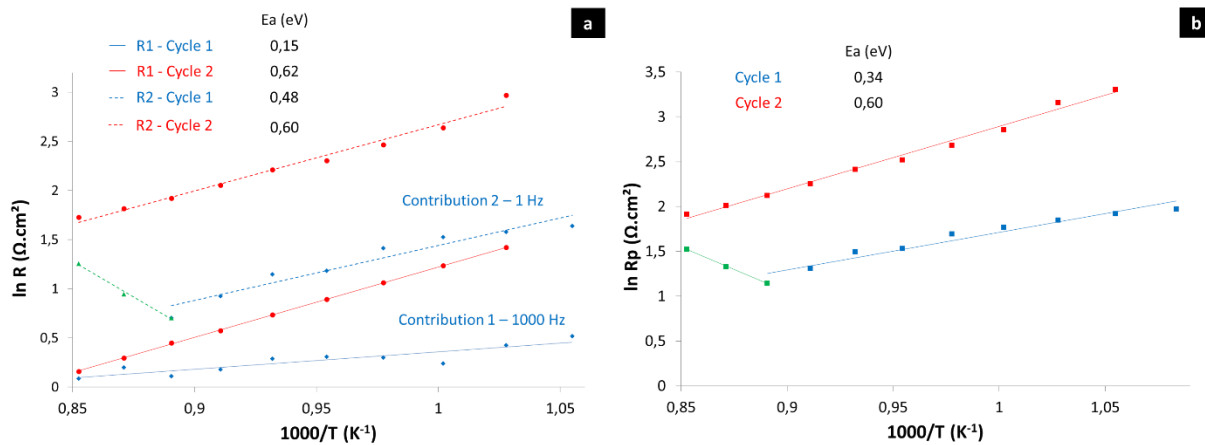 a
Ea (eV)
R1 - Cycle 1 0,15
R1 - Cycle 2 0,62
R2 - Cycle 1 0,48
R2 - Cycle 2 0,60
ln R (Ω.cm²)
3
2,5
2
1,5
1
0,5
0
Contribution 2 – 1 Hz
Contribution 1 – 1000 Hz
0,85 0,9 0,95 1 1,05
1000/T (K⁻¹)
b
Ea (eV)
Cycle 1 0,34
Cycle 2 0,60
ln Rp (Ω.cm²)
3,5
3
2,5
2
1,5
1
0,5
0
0,85 0,9 0,95 1 1,05
1000/T (K⁻¹)